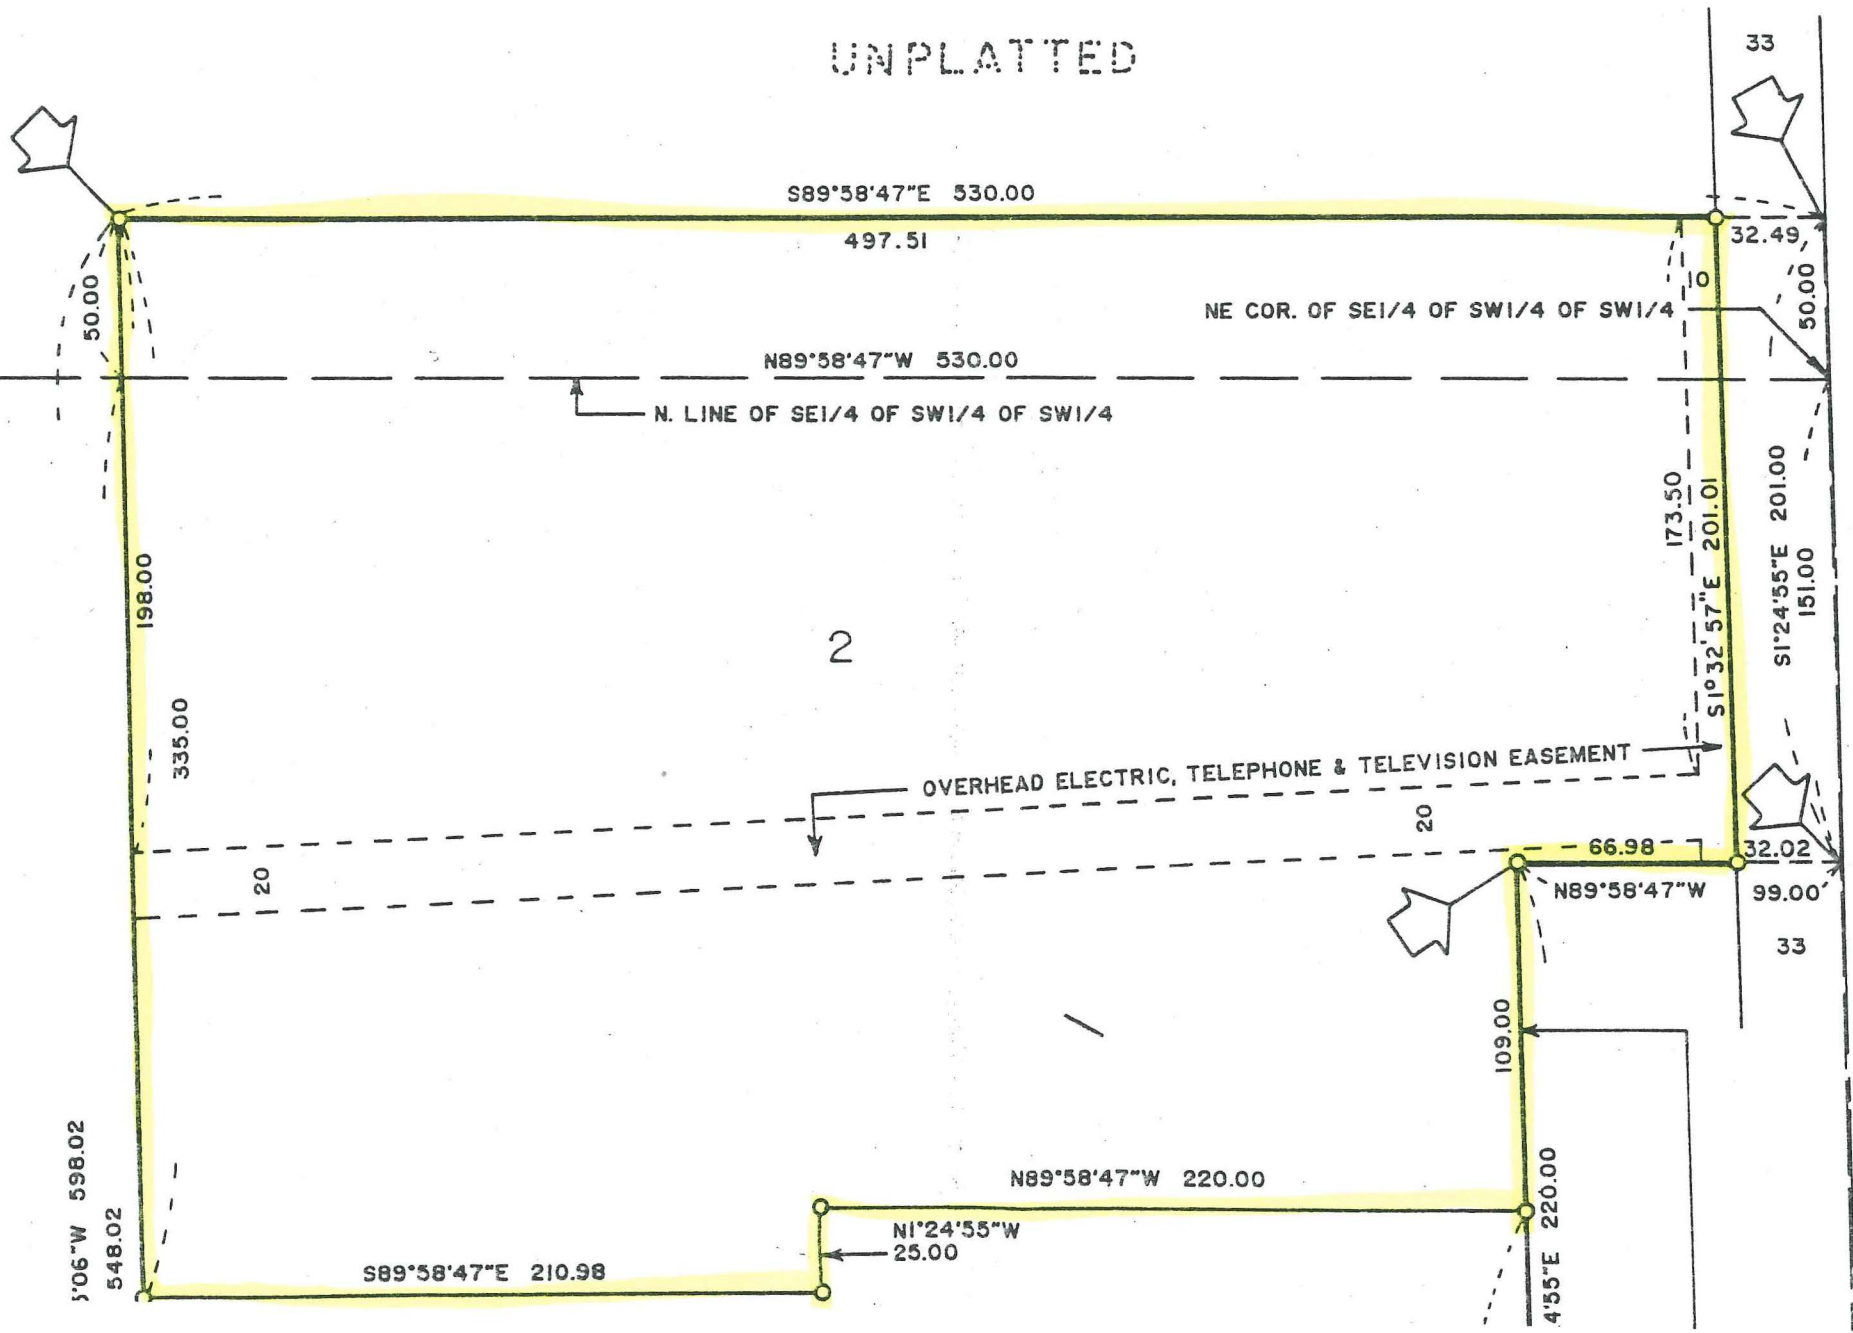 UNPLATTED
33
S89°58'47"E 530.00
497.51
32.49
50.00
10
50.00
NE COR. OF SE1/4 OF SW1/4 OF SW1/4
N89°58'47"W 530.00
N. LINE OF SE1/4 OF SW1/4 OF SW1/4
198.00
173.50
S1°32'57"E 201.01
S1°24'55"E 201.00
151.00
2
335.00
OVERHEAD ELECTRIC, TELEPHONE & TELEVISION EASEMENT
20
20
66.98
32.02
N89°58'47"W
99.00'
33
109.00
N89°58'47"W 220.00
N1°24'55"W
25.00
220.00
4'55"E
S89°58'47"E 210.98
5'06"W 598.02
548.02